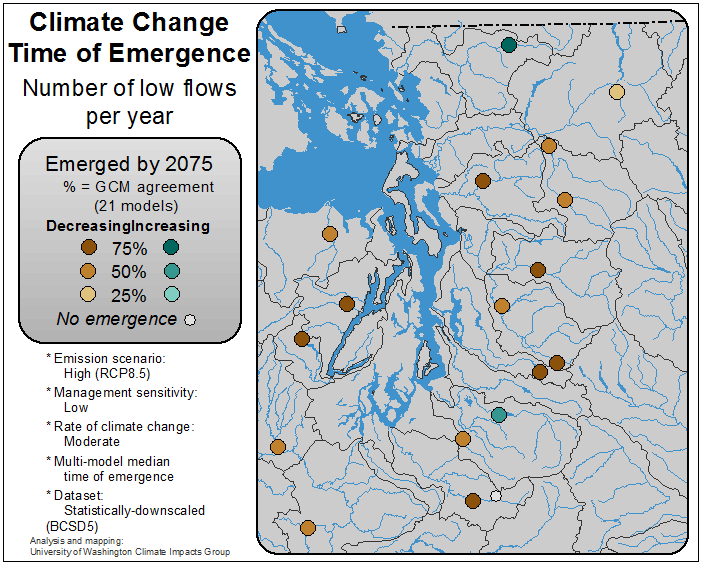 Climate Change
Time of Emergence
Number of low flows
per year
Emerged by 2075
% = GCM agreement
(21 models)
DecreasingIncreasing
75%
50%
25%
No emergence
* Emission scenario:
High (RCP8.5)
* Management sensitivity:
Low
* Rate of climate change:
Moderate
* Multi-model median
time of emergence
* Dataset:
Statistically-downscaled
(BCSD5)
Analysis and mapping:
University of Washington Climate Impacts Group